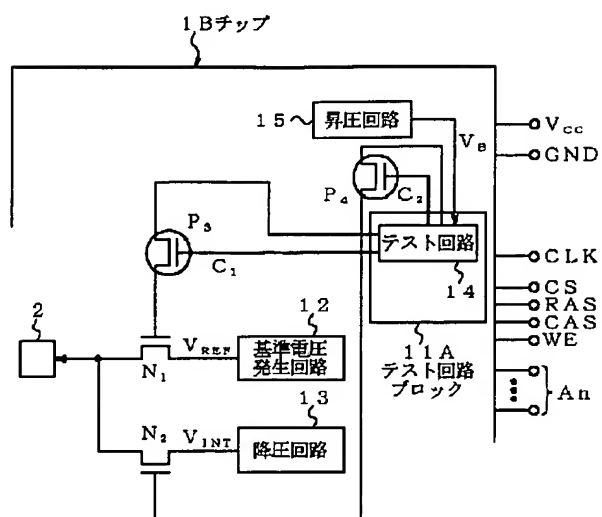 1Bチップ
15
昇圧回路
V_B
V_CC
GND
P_4
C_2
P_3
C_1
テスト回路
14
CLK
CS
RAS
CAS
WE
11A
テスト回路
ブロック
An
2
12
V_REF
基準電圧
発生回路
N_1
13
N_2
V_INT
降圧回路